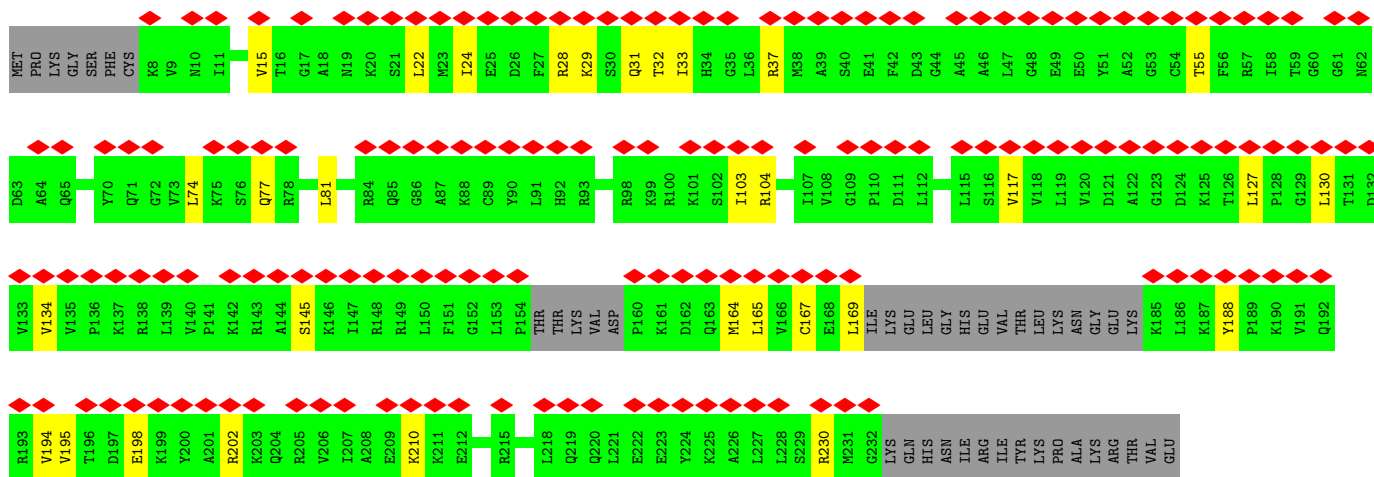 MET PRO LYS GLY SER PHE CYS K8 V9 N10 I11 V15 T16 G17 A18 N19 K20 S21 L22 M23 I24 E25 D26 F27 R28 K29 S30 Q31 T32 I33 H34 G35 L36 R37 M38 A39 S40 E41 F42 D43 G44 A45 A46 L47 G48 E49 E50 Y51 A52 G53 C54 T55 F56 R57 I58 T59 G60 G61 N62
D63 A64 Q65 Y70 Q71 G72 V73 L74 K75 S76 Q77 R78 L81 R84 Q85 G86 A87 K88 C89 Y90 L91 H92 R93 R98 K99 R100 K101 S102 I103 R104 I107 V108 G109 P110 D111 L112 L115 S116 V117 V118 L119 V120 D121 A122 G123 D124 K125 T126 L127 P128 G129 L130 T131 D132
V133 V134 V135 P136 K137 R138 L139 V140 P141 K142 R143 A144 S145 K146 I147 R148 R149 L150 F151 G152 L153 P154 THR THR LYS VAL ASP P160 K161 D162 Q163 M164 L165 V166 C167 E168 L169 ILE LYS GLU LEU GLY HIS GLU VAL THR LEU LYS ASN GLY GLU LYS K185 L186 K187 Y188 P189 K190 V191 Q192
R193 V194 V195 T196 D197 E198 K199 Y200 A201 R202 K203 Q204 R205 V206 I207 A208 E209 K210 K211 E212 R215 L218 Q219 Q220 L221 E222 E223 Y224 K225 A226 L227 L228 S229 R230 M231 G232 LYS GLN HIS ASN ILE ARG ILE TYR LYS PRO ALA LYS ARG THR VAL GLU